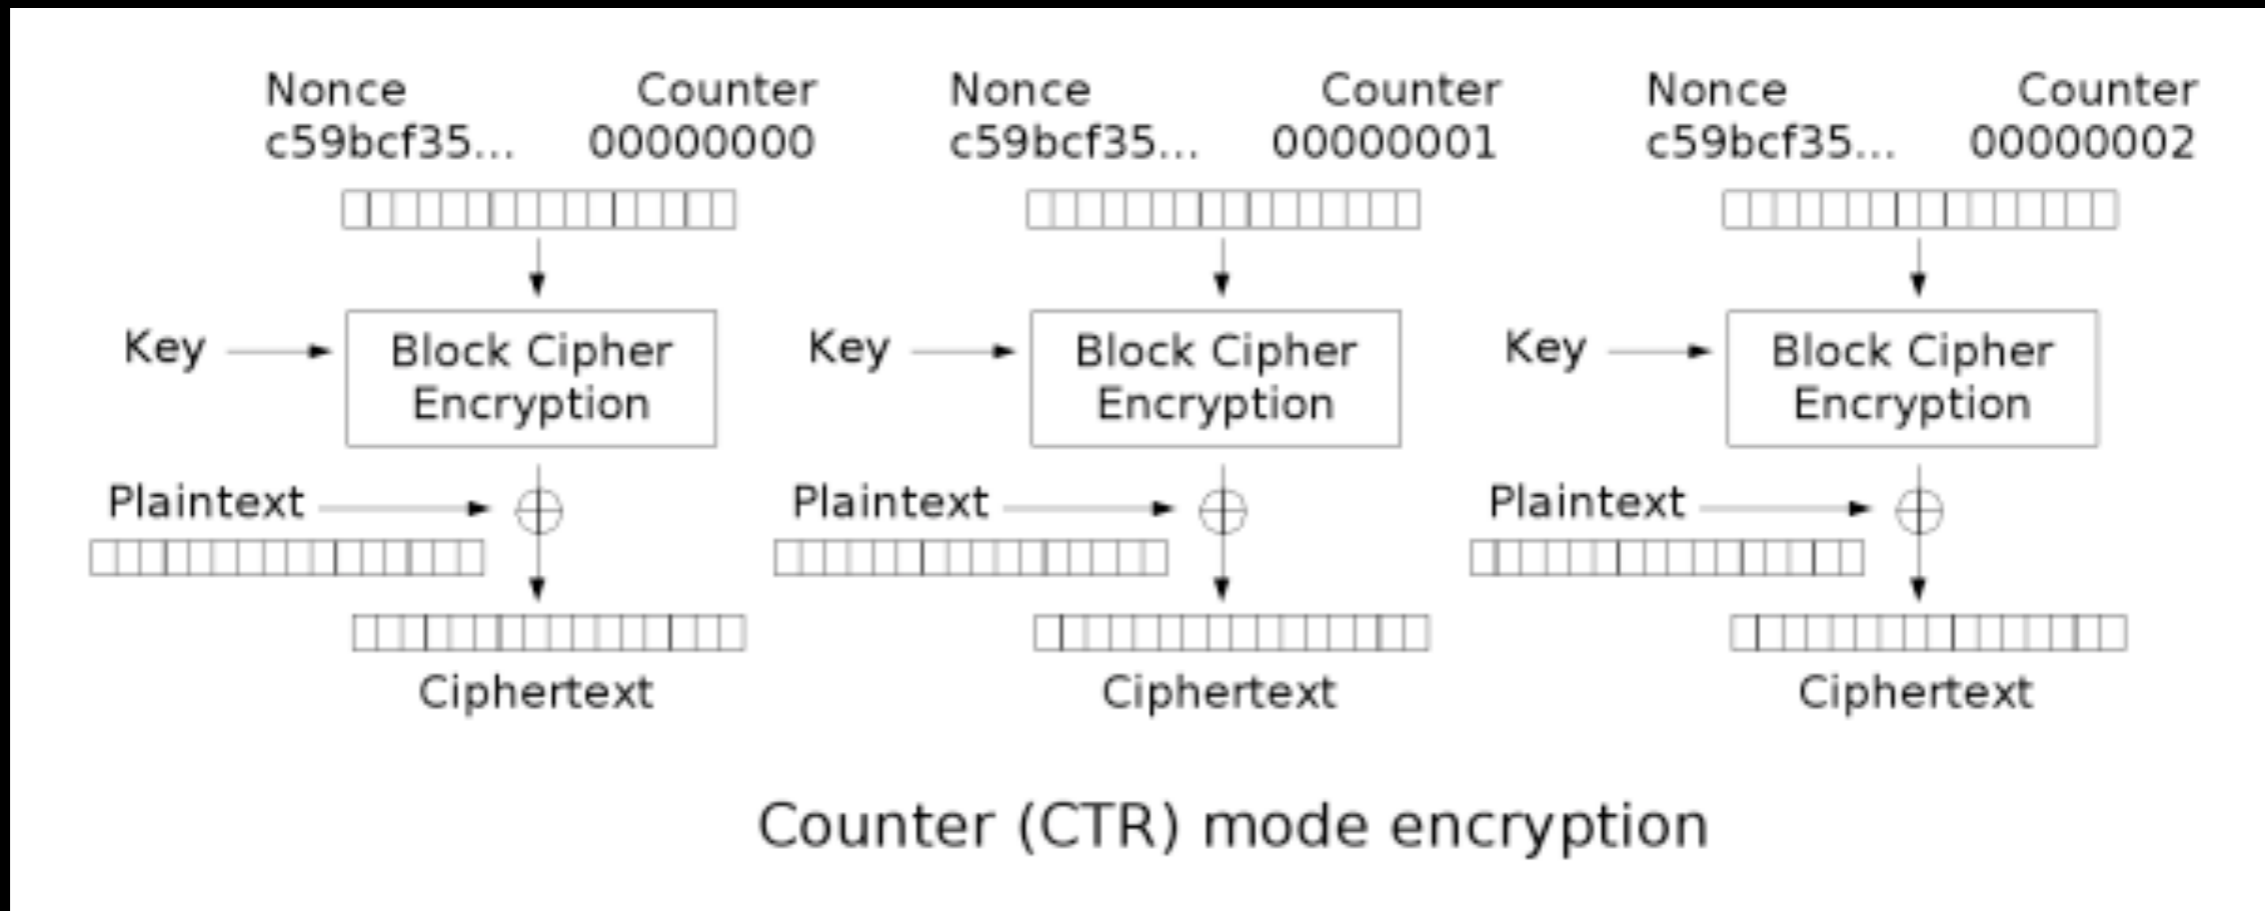 Nonce Counter Nonce Counter Nonce Counter
c59bcf35... 00000000 c59bcf35... 00000001 c59bcf35... 00000002
Key Block Cipher Key Block Cipher Key Block Cipher
Encryption Encryption Encryption
Plaintext Plaintext Plaintext
Ciphertext Ciphertext Ciphertext
Counter (CTR) mode encryption